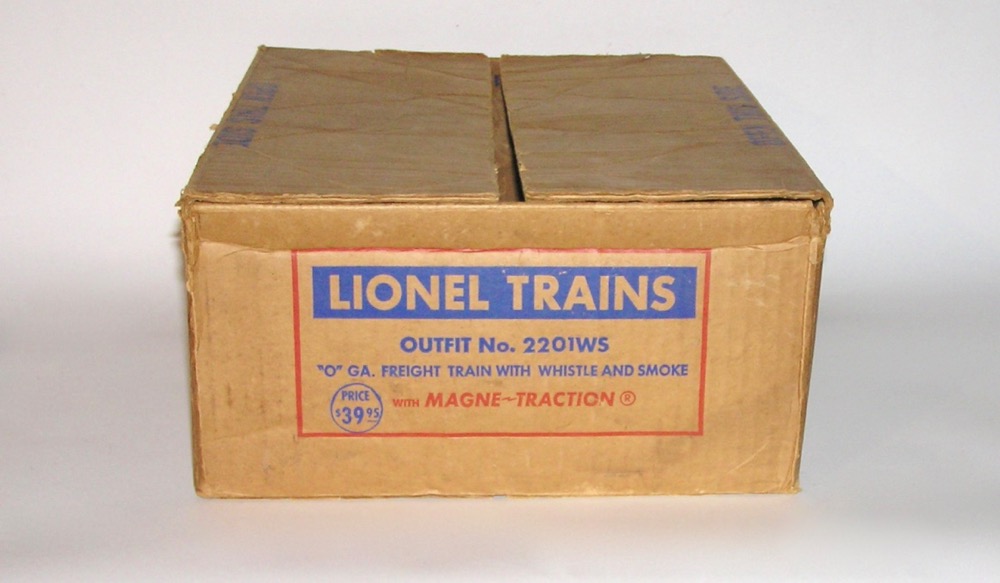 LIONEL TRAINS
OUTFIT No. 2201WS
"O" GA. FREIGHT TRAIN WITH WHISTLE AND SMOKE
PRICE
$39.95
WITH MAGNE~TRACTION ®